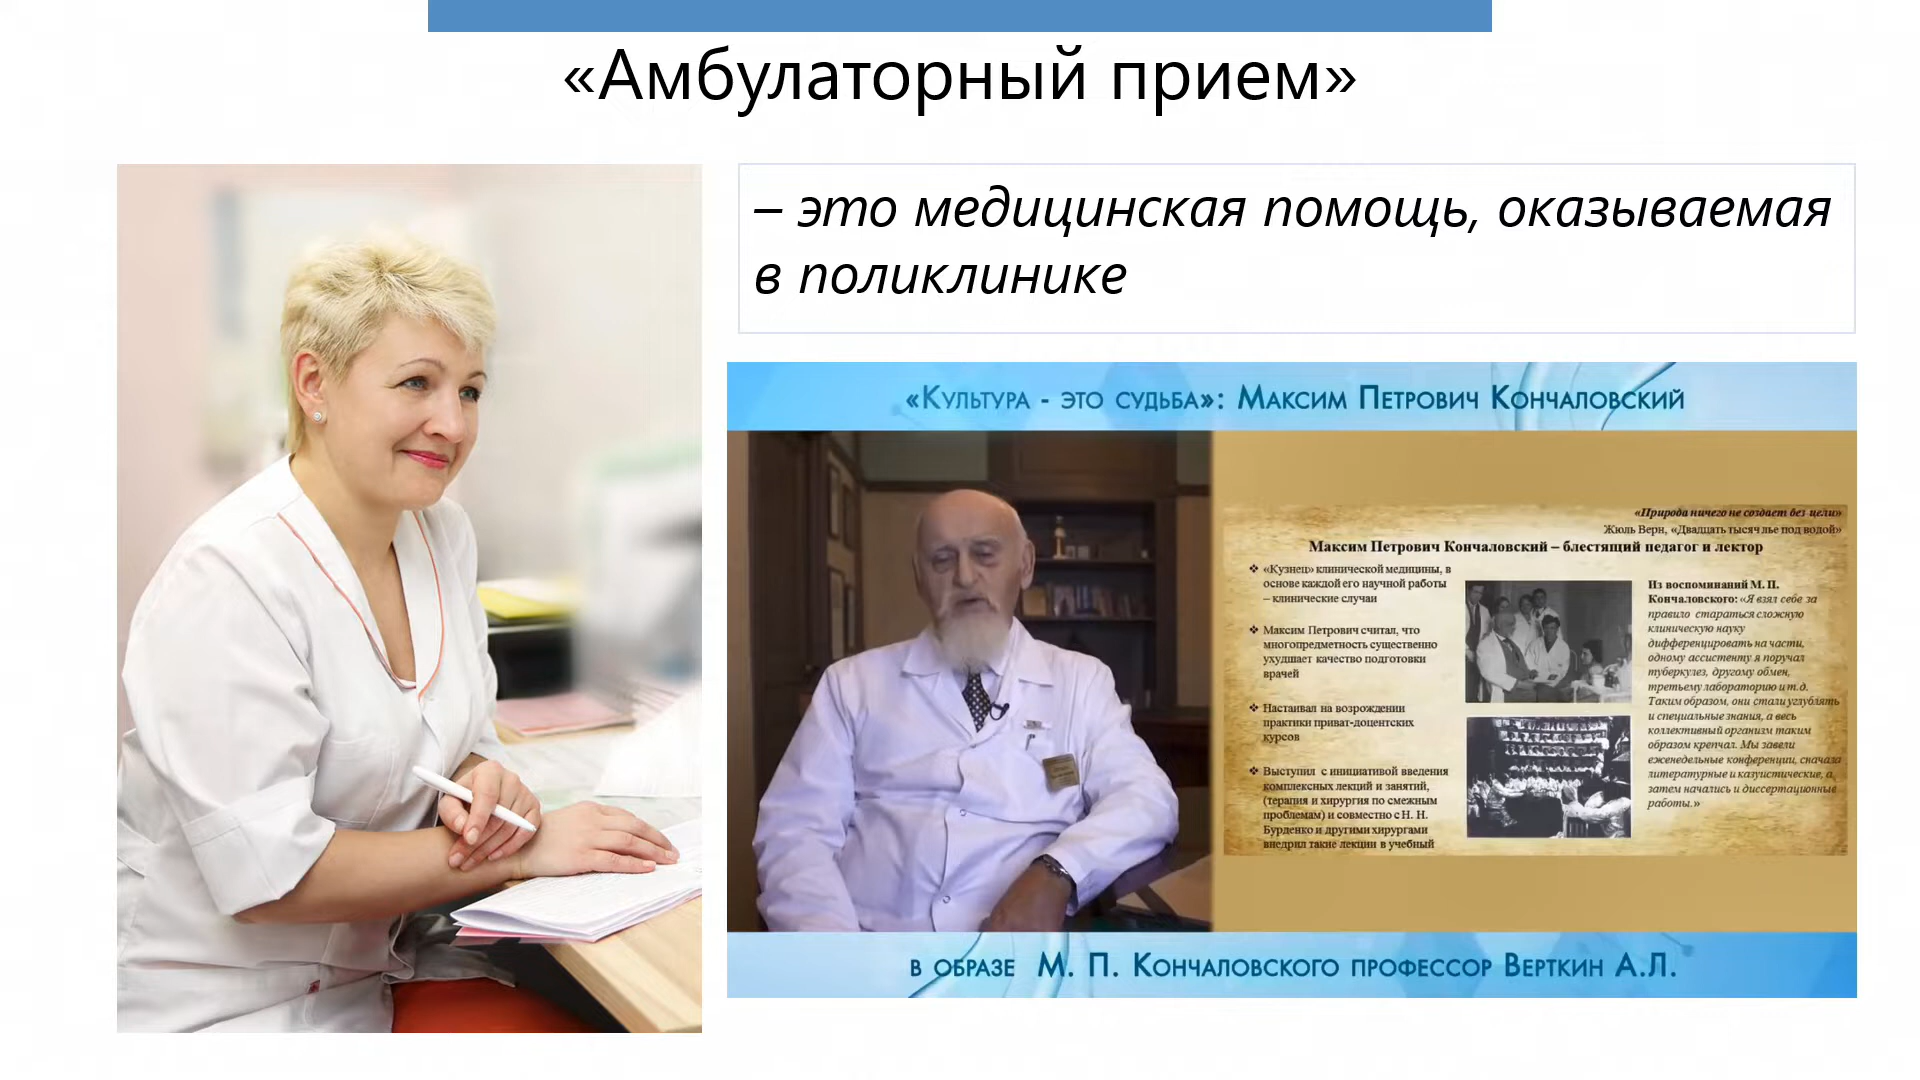 «Амбулаторный прием»
– это медицинская помощь, оказываемая
в поликлинике
«Культура - это судьба»: Максим Петрович Кончаловский
«Природа ничего не создает без цели»
Жюль Верн, «Двадцать тысяч лье под водой»
Максим Петрович Кончаловский – блестящий педагог и лектор
❖ «Кузнец» клинической медицины, в
основе каждой его научной работы
– клинические случаи
❖ Максим Петрович считал, что
многопредметность существенно
ухудшает качество подготовки
врачей
❖ Настаивал на возрождении
практики приват-доцентских
курсов
❖ Выступил с инициативой введения
комплексных лекций и занятий,
(терапия и хирургия по смежным
проблемам) и совместно с Н. Н.
Бурденко и другими хирургами
внедрил такие лекции в учебный
Из воспоминаний М. П.
Кончаловского: «Я взял себе за
правило стараться сложную
клиническую науку
дифференцировать на части,
одному ассистенту я поручал
туберкулез, другому обмен,
третьему лабораторию и т.д.
Таким образом, они стали углублять
и специальные знания, а весь
коллективный организм таким
образом крепчал. Мы завели
еженедельные конференции, сначала
литературные и казуистические, а
затем начались и диссертационные
работы.»
в образе М. П. Кончаловского профессор Верткин А.Л.